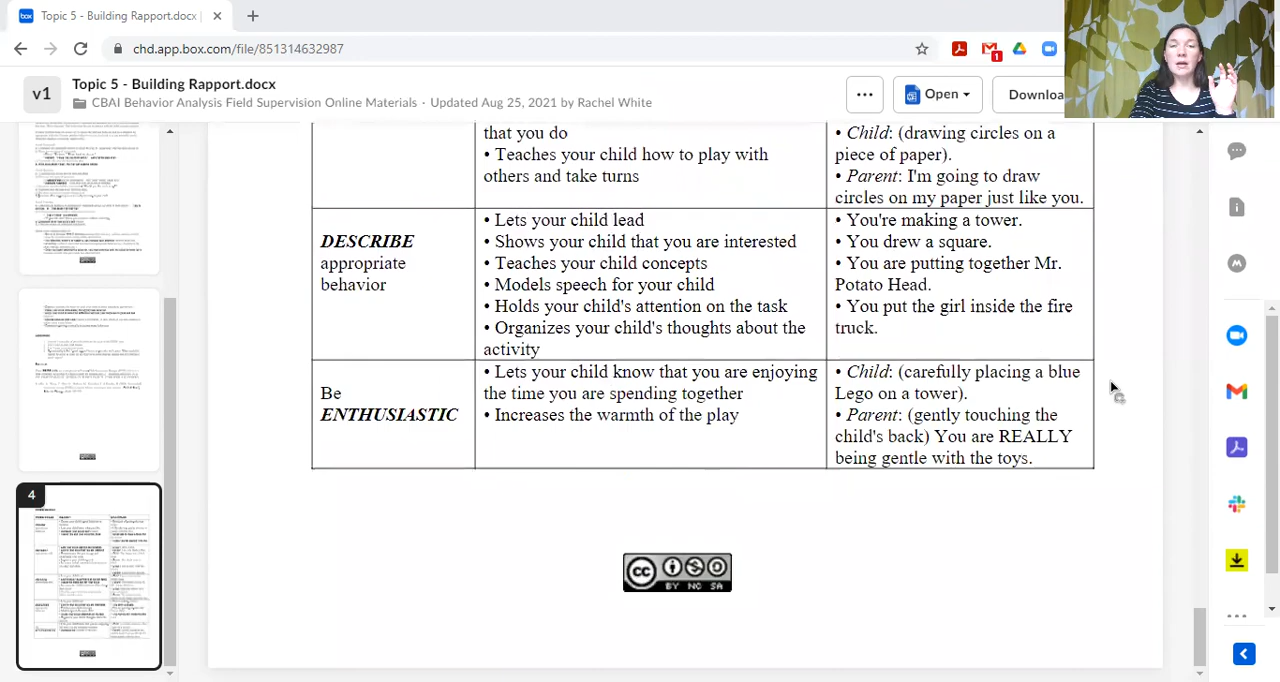 Topic 5 - Building Rapport.docx |
chd.app.box.com/file/851314632987
1
v1
Topic 5 - Building Rapport.docx
CBAI Behavior Analysis Field Supervision Online Materials · Updated Aug 25, 2021 by Rachel White
Open
Downloa
that you do
• Teaches your child how to play with
others and take turns
• Child: (drawing circles on a
piece of paper).
• Parent: I'm going to draw
circles on my paper just like you.
DESCRIBE
appropriate
behavior
• Lets your child lead
• Shows your child that you are interested
• Teaches your child concepts
• Models speech for your child
• Holds your child's attention on the task
• Organizes your child's thoughts about the
activity
• You're making a tower.
• You drew a square.
• You are putting together Mr.
Potato Head.
• You put the girl inside the fire
truck.
Be
ENTHUSIASTIC
• Lets your child know that you are enjoying
the time you are spending together
• Increases the warmth of the play
• Child: (carefully placing a blue
Lego on a tower).
• Parent: (gently touching the
child's back) You are REALLY
being gentle with the toys.
4
cc BY NC SA